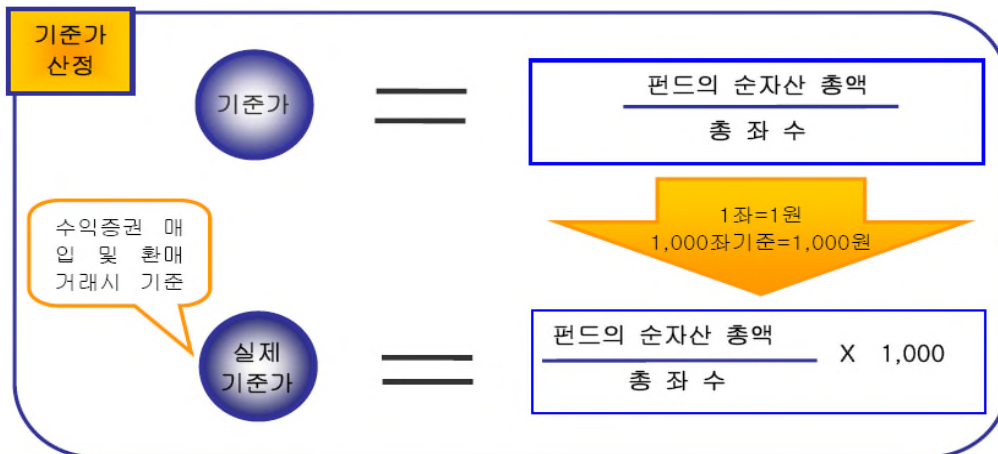 기준가
산정
기준가
펀드의 순자산 총액
총 좌 수
1좌=1원
1,000좌기준=1,000원
수익증권 매
입 및 환매
거래시 기준
실제
기준가
펀드의 순자산 총액
총 좌 수
X 1,000